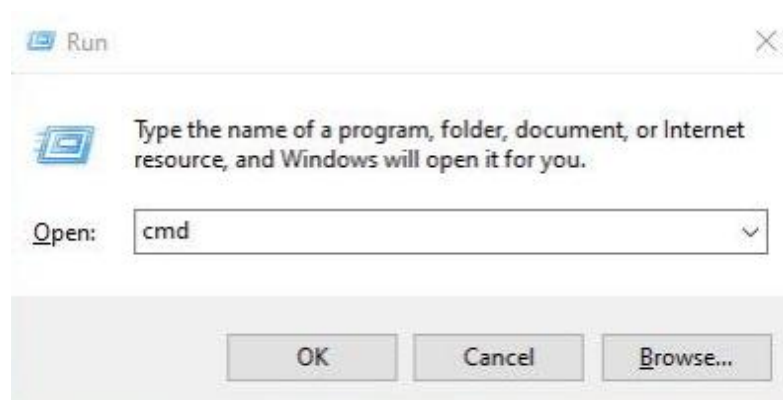 Run
Type the name of a program, folder, document, or Internet
resource, and Windows will open it for you.
Open: cmd
OK Cancel Browse...